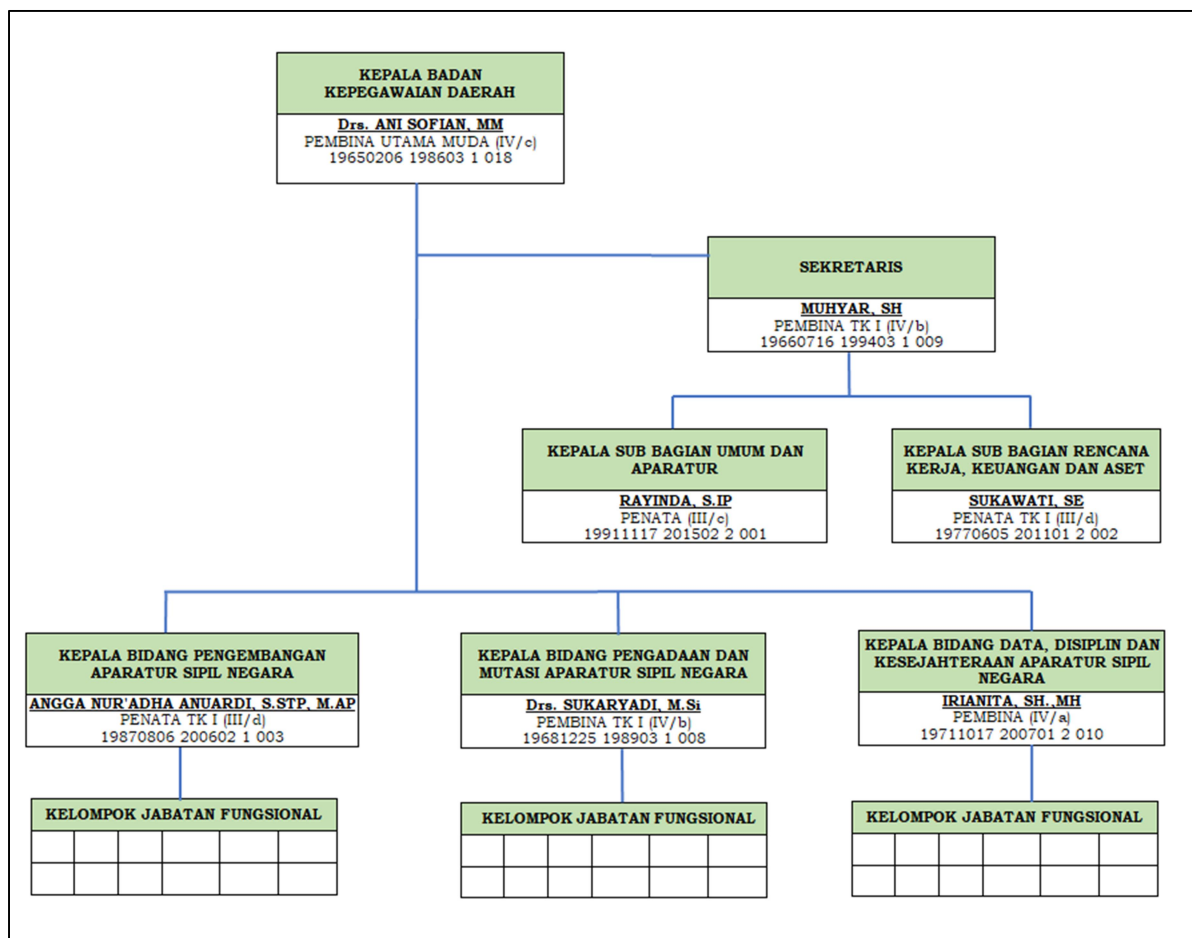 KEPALA BADAN
KEPEGAWAIAN DAERAH
Drs. ANI SOFIAN, MM
PEMBINA UTAMA MUDA (IV/c)
19650206 198603 1 018
SEKRETARIS
MUHYAR, SH
PEMBINA TK I (IV/b)
19660716 199403 1 009
KEPALA SUB BAGIAN UMUM DAN
APARATUR
RAYINDA, S.IP
PENATA (III/c)
19911117 201502 2 001
KEPALA SUB BAGIAN RENCANA
KERJA, KEUANGAN DAN ASET
SUKAWATI, SE
PENATA TK I (III/d)
19770605 201101 2 002
KEPALA BIDANG PENGEMBANGAN
APARATUR SIPIL NEGARA
ANGGA NUR'ADHA ANUARDI, S.STP, M.AP
PENATA TK I (III/d)
19870806 200602 1 003
KEPALA BIDANG PENGADAAN DAN
MUTASI APARATUR SIPIL NEGARA
Drs. SUKARYADI, M.Si
PEMBINA TK I (IV/b)
19681225 198903 1 008
KEPALA BIDANG DATA, DISIPLIN DAN
KESEJAHTERAAN APARATUR SIPIL
NEGARA
IRIANITA, SH.,MH
PEMBINA (IV/a)
19711017 200701 2 010
KELOMPOK JABATAN FUNGSIONAL
KELOMPOK JABATAN FUNGSIONAL
KELOMPOK JABATAN FUNGSIONAL